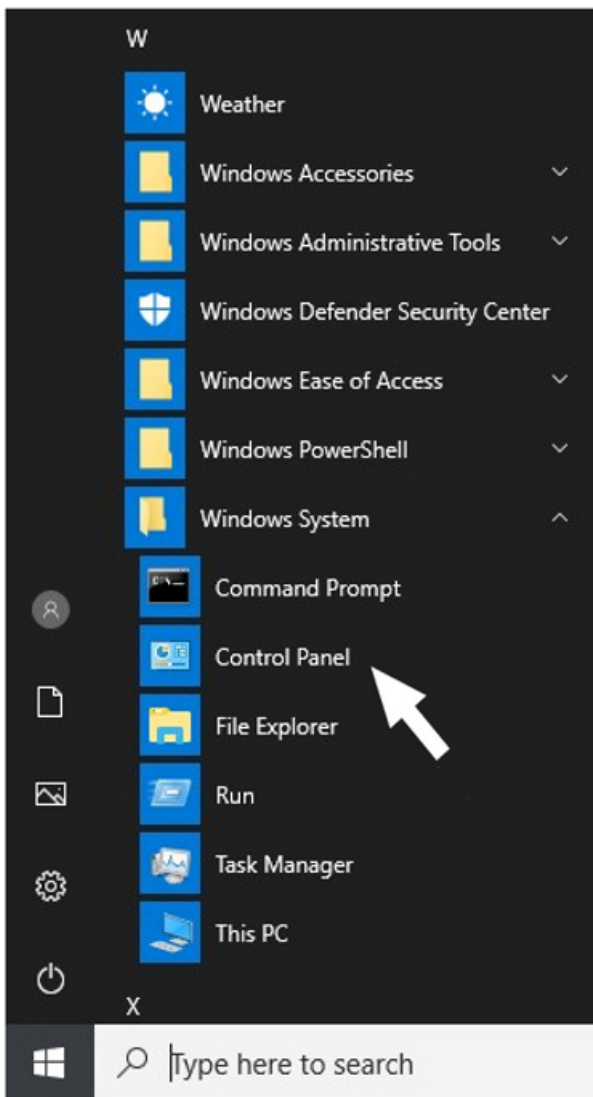 W
Weather
Windows Accessories
Windows Administrative Tools
Windows Defender Security Center
Windows Ease of Access
Windows PowerShell
Windows System
Command Prompt
Control Panel
File Explorer
Run
Task Manager
This PC
X
Type here to search